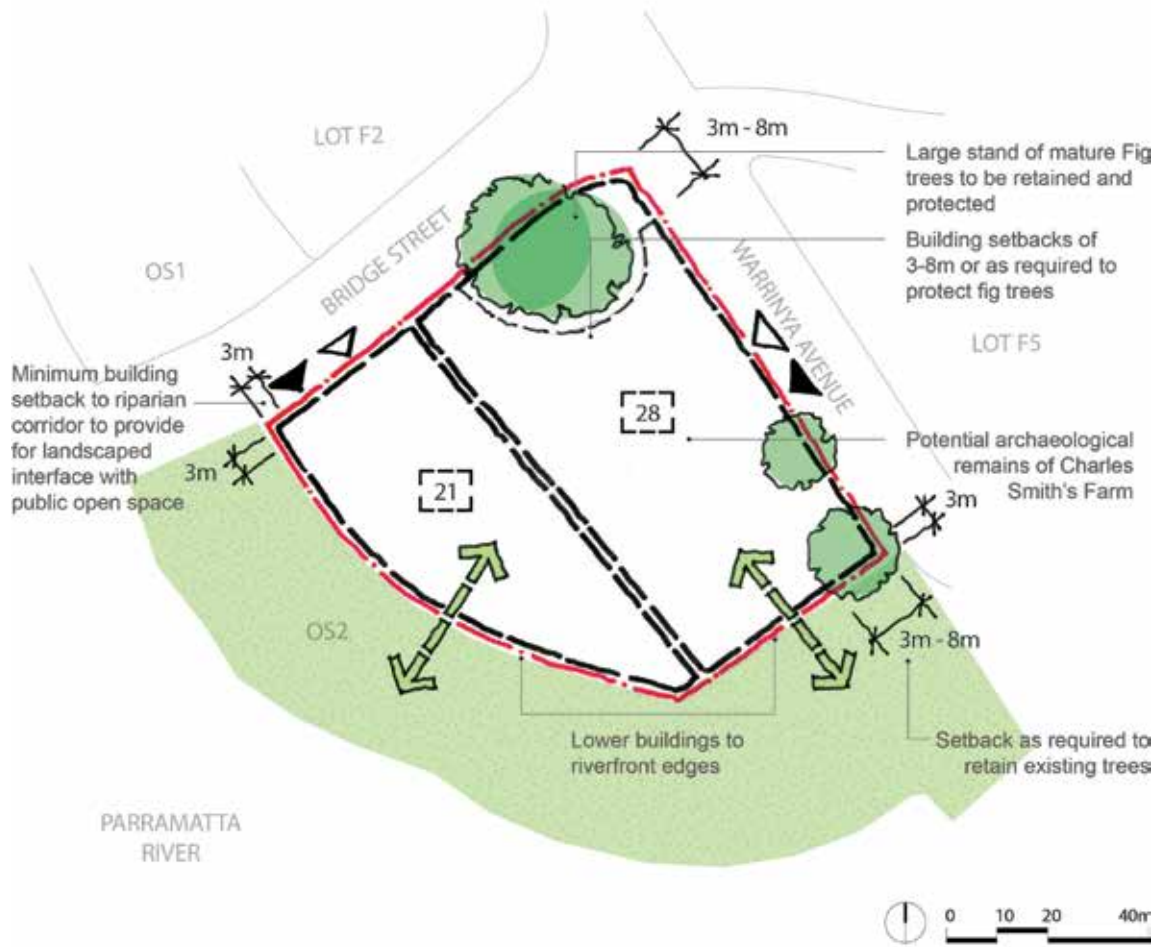 3m - 8m
LOT F2
Large stand of mature Fig
trees to be retained and
protected
BRIDGE STREET
Building setbacks of
3-8m or as required to
protect fig trees
OS1
WARRINYA AVENUE
LOT F5
3m
Minimum building
setback to riparian
corridor to provide
for landscaped
interface with
public open space
3m
28
Potential archaeological
remains of Charles
Smith's Farm
21
3m
OS2
3m - 8m
Lower buildings to
riverfront edges
Setback as required to
retain existing trees
PARRAMATTA
RIVER
0 10 20 40m